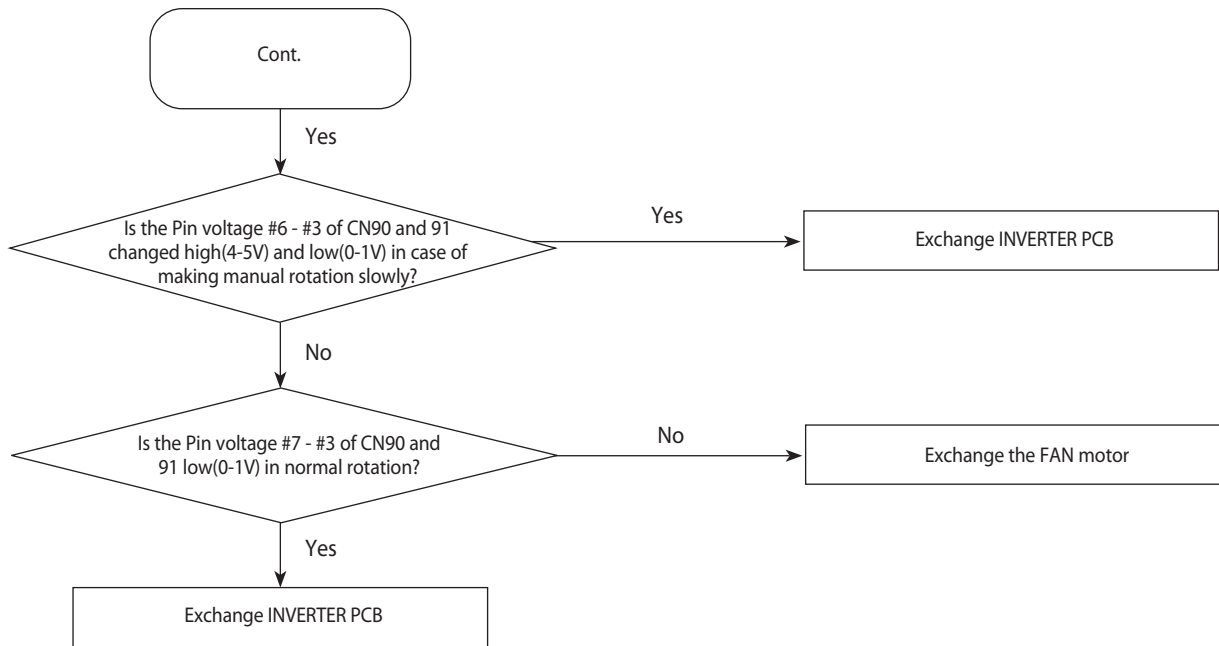 Cont.
Yes
Is the Pin voltage #6 - #3 of CN90 and 91
changed high(4-5V) and low(0-1V) in case of
making manual rotation slowly?
Yes
Exchange INVERTER PCB
No
Is the Pin voltage #7 - #3 of CN90 and
91 low(0-1V) in normal rotation?
No
Exchange the FAN motor
Yes
Exchange INVERTER PCB